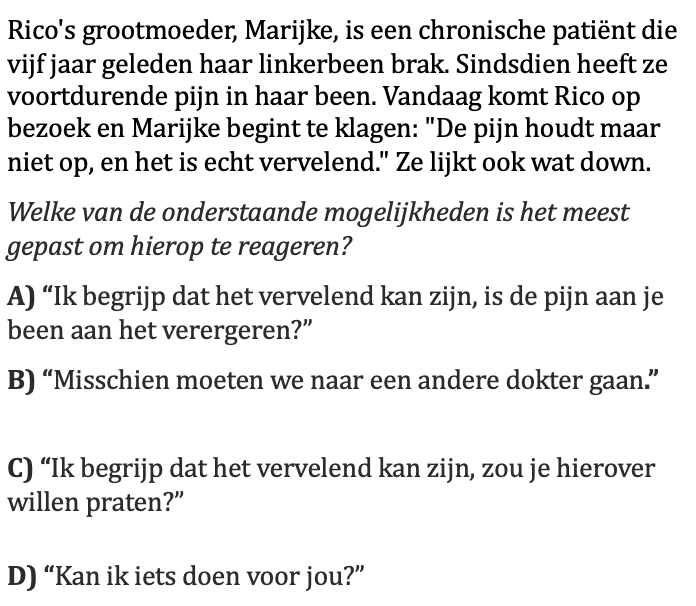 Rico's grootmoeder, Marijke, is een chronische patiënt die
vijf jaar geleden haar linkerbeen brak. Sindsdien heeft ze
voortdurende pijn in haar been. Vandaag komt Rico op
bezoek en Marijke begint te klagen: "De pijn houdt maar
niet op, en het is echt vervelend." Ze lijkt ook wat down.
Welke van de onderstaande mogelijkheden is het meest
gepast om hierop te reageren?
A) “Ik begrijp dat het vervelend kan zijn, is de pijn aan je
been aan het verergeren?”
B) “Misschien moeten we naar een andere dokter gaan.”
C) “Ik begrijp dat het vervelend kan zijn, zou je hierover
willen praten?”
D) “Kan ik iets doen voor jou?”